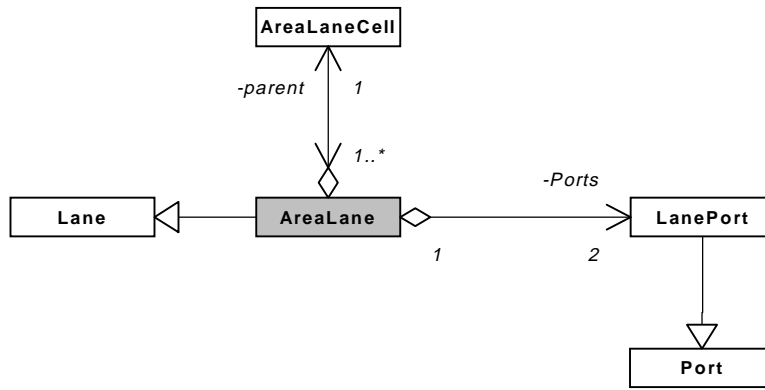 AreaLaneCell
-parent 1
1..*
-Ports
Lane AreaLane LanePort
1 2
Port